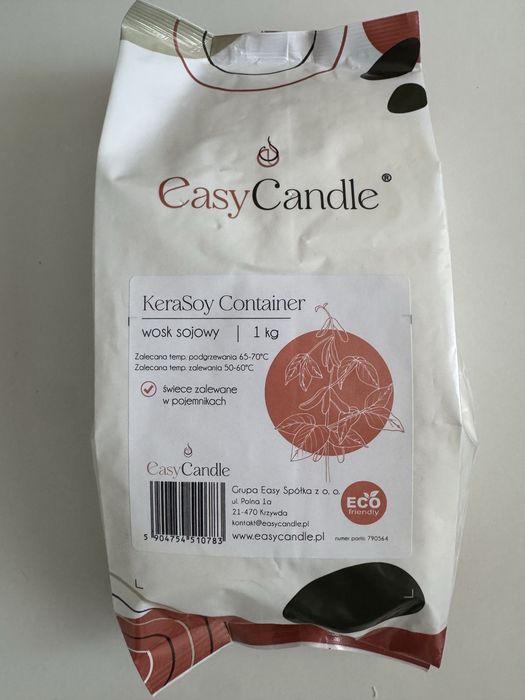 easyCandle®
KeraSoy Container
wosk sojowy | 1 kg
Zalecana temp. podgrzewania 65-70°C
Zalecana temp. zalewania 50-60°C
świece zalewane
w pojemnikach
easyCandle
Grupa Easy Spółka z o. o.
ul. Polna 1a
21-470 Krzywda
kontakt@easycandle.pl
www.easycandle.pl
ECO
friendly
numer partii: 790564
5 904754 510783